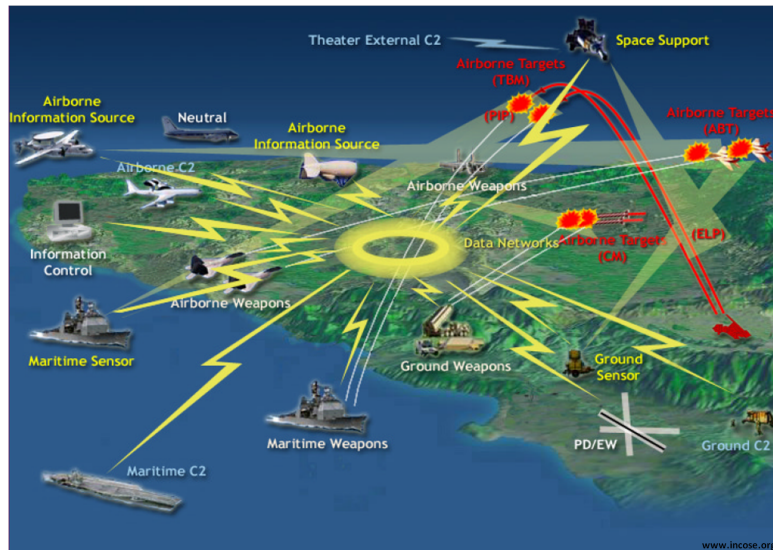 Theater External C2
Space Support
Airborne Targets
(TBM)
(PIP)
Airborne
Information Source
Neutral
Airborne
Information Source
Airborne Targets
(ABT)
Airborne C2
Airborne Weapons
Information
Control
Data Networks
Airborne Targets
(CM)
(ELP)
Airborne Weapons
Maritime Sensor
Ground Weapons
Ground
Sensor
Maritime Weapons
PD/EW
Ground C2
Maritime C2
www.incose.org